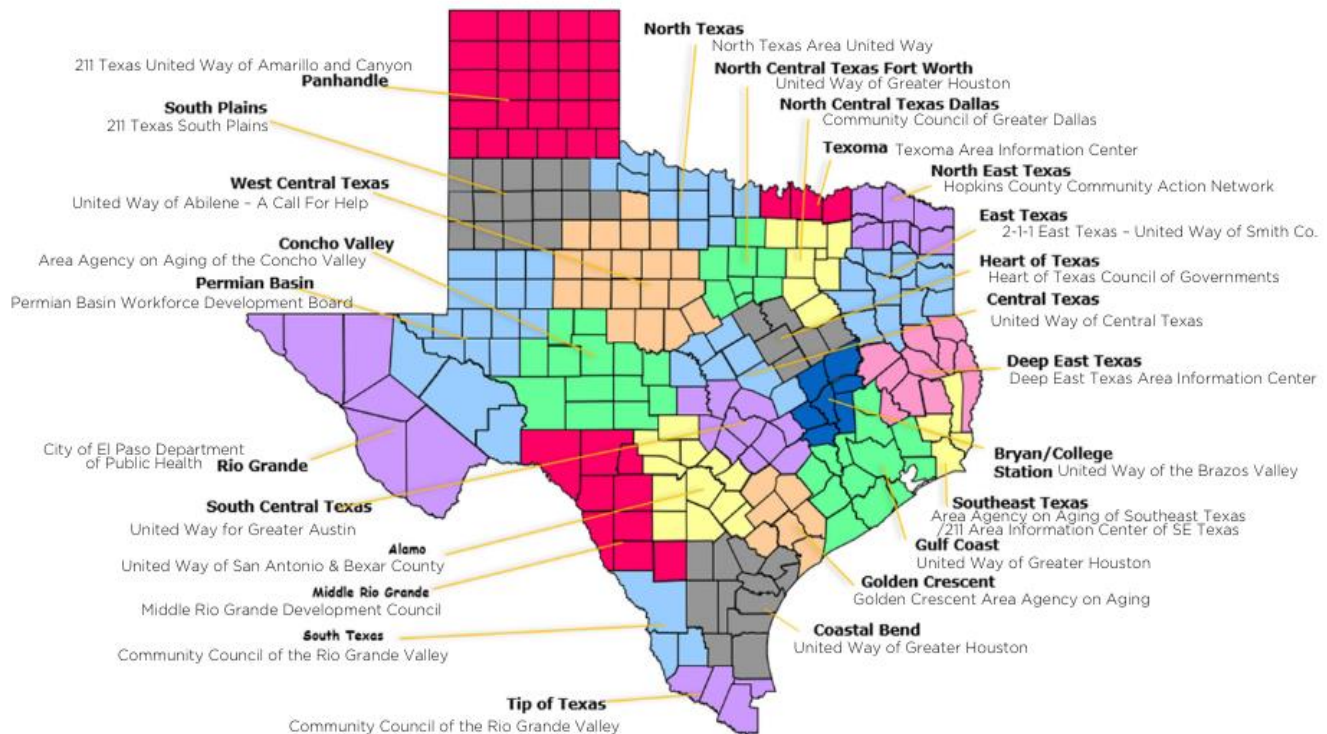 North Texas
North Texas Area United Way
211 Texas United Way of Amarillo and Canyon
Panhandle
North Central Texas Fort Worth
United Way of Greater Houston
South Plains
211 Texas South Plains
North Central Texas Dallas
Community Council of Greater Dallas
Texoma Texoma Area Information Center
West Central Texas
United Way of Abilene – A Call For Help
North East Texas
Hopkins County Community Action Network
East Texas
2-1-1 East Texas – United Way of Smith Co.
Concho Valley
Area Agency on Aging of the Concho Valley
Heart of Texas
Heart of Texas Council of Governments
Permian Basin
Permian Basin Workforce Development Board
Central Texas
United Way of Central Texas
Deep East Texas
Deep East Texas Area Information Center
City of El Paso Department
of Public Health Rio Grande
Bryan/College
Station United Way of the Brazos Valley
South Central Texas
United Way for Greater Austin
Southeast Texas
Area Agency on Aging of Southeast Texas
/211 Area Information Center of SE Texas
Alamo
United Way of San Antonio & Bexar County
Gulf Coast
United Way of Greater Houston
Middle Rio Grande
Middle Rio Grande Development Council
Golden Crescent
Golden Crescent Area Agency on Aging
South Texas
Community Council of the Rio Grande Valley
Coastal Bend
United Way of Greater Houston
Tip of Texas
Community Council of the Rio Grande Valley